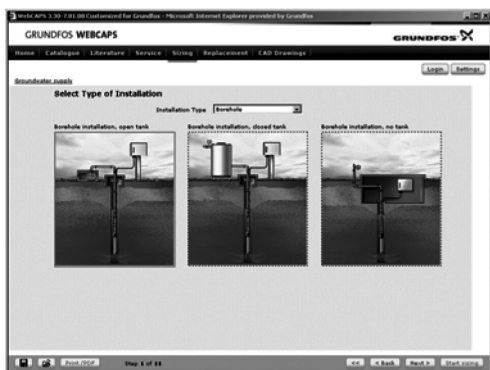 WebCAPS 3.30-7.01.00 Customized for Grundfos - Microsoft Internet Explorer provided by Grundfos
GRUNDFOS WEBCAPS
GRUNDFOS
Home Catalogue Literature Service Sizing Replacement CAD Drawings
Login Settings
Groundwater supply
Select Type of Installation
Installation Type Borehole
Borehole installation, open tank Borehole installation, closed tank Borehole installation, no tank
Print/PDF Step 1 of 11 << < Back Next > Start sizing